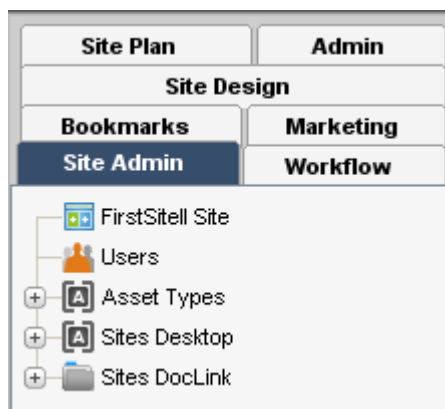 Site Plan Admin
Site Design
Bookmarks Marketing
Site Admin Workflow
FirstSiteII Site
Users
Asset Types
Sites Desktop
Sites DocLink